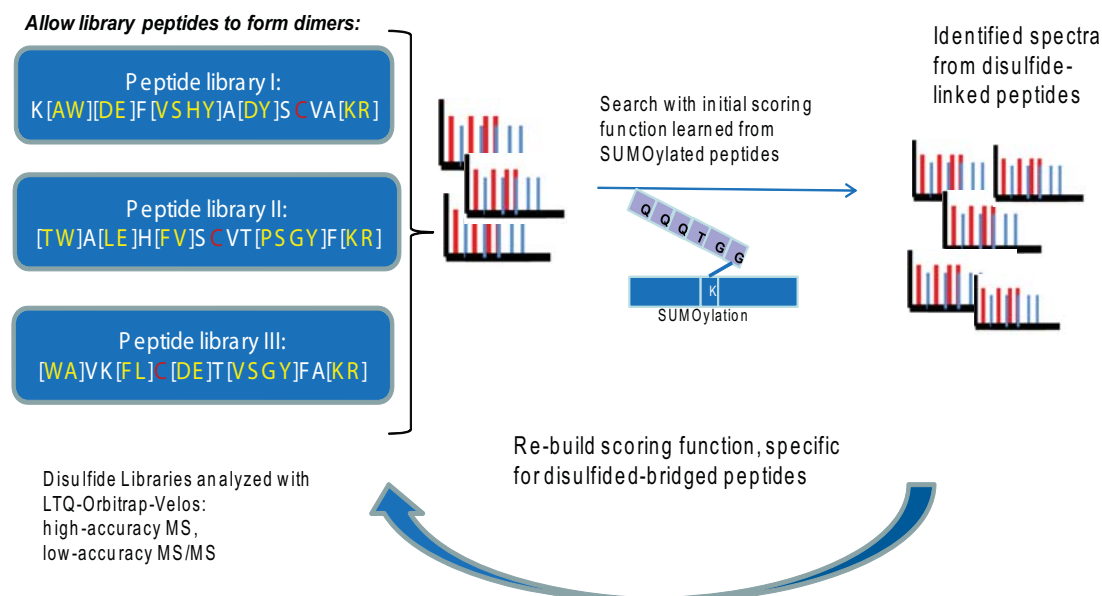 Allow library peptides to form dimers:
Peptide library I:
K[AW][DE]F[VSHY]A[DY]SCVA[KR]
Peptide library II:
[TW]A[LE]H[FV]SCVT[PSGY]F[KR]
Peptide library III:
[WA]VK[FL]C[DE]T[VSGY]FA[KR]
Disulfide Libraries analyzed with
LTQ-Orbitrap-Velos:
high-accuracy MS,
low-accuracy MS/MS
Search with initial scoring
function learned from
SUMOylated peptides
Q Q Q T G G
K
SUMOylation
Identified spectra
from disulfide-
linked peptides
Re-build scoring function, specific
for disulfided-bridged peptides